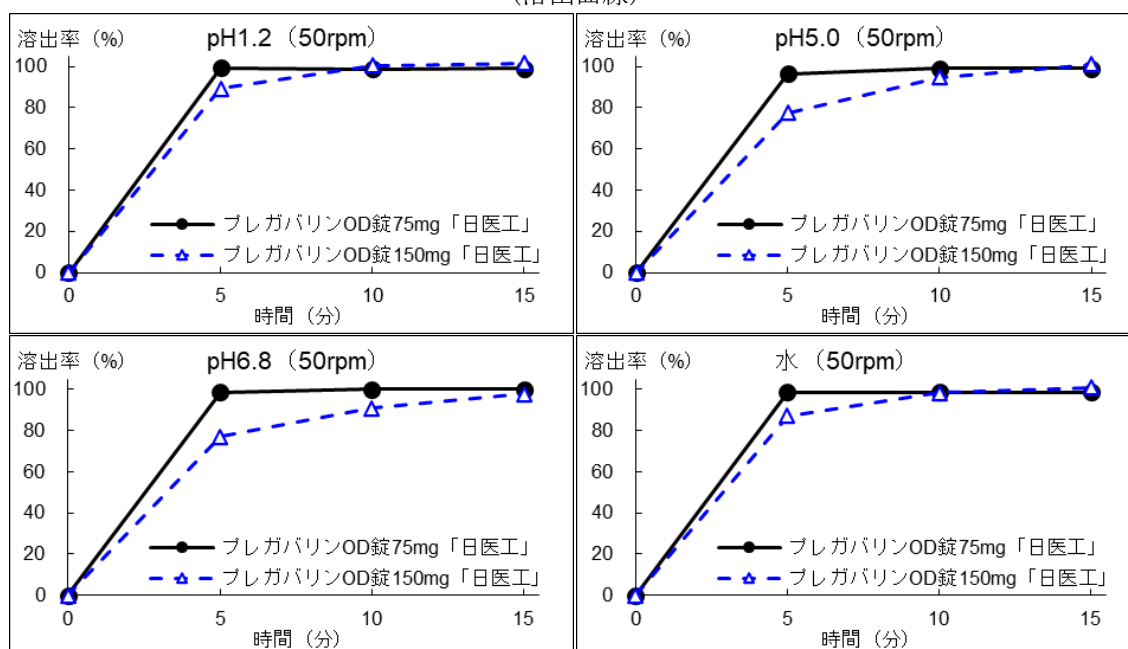 (溶出曲線)
溶出率 (%)
pH1.2 (50rpm)
100
80
60
40
20
0
プレガバリンOD錠75mg「日医工」
プレガバリンOD錠150mg「日医工」
0 5 10 15
時間 (分)
溶出率 (%)
pH5.0 (50rpm)
100
80
60
40
20
0
プレガバリンOD錠75mg「日医工」
プレガバリンOD錠150mg「日医工」
0 5 10 15
時間 (分)
溶出率 (%)
pH6.8 (50rpm)
100
80
60
40
20
0
プレガバリンOD錠75mg「日医工」
プレガバリンOD錠150mg「日医工」
0 5 10 15
時間 (分)
溶出率 (%)
水 (50rpm)
100
80
60
40
20
0
プレガバリンOD錠75mg「日医工」
プレガバリンOD錠150mg「日医工」
0 5 10 15
時間 (分)